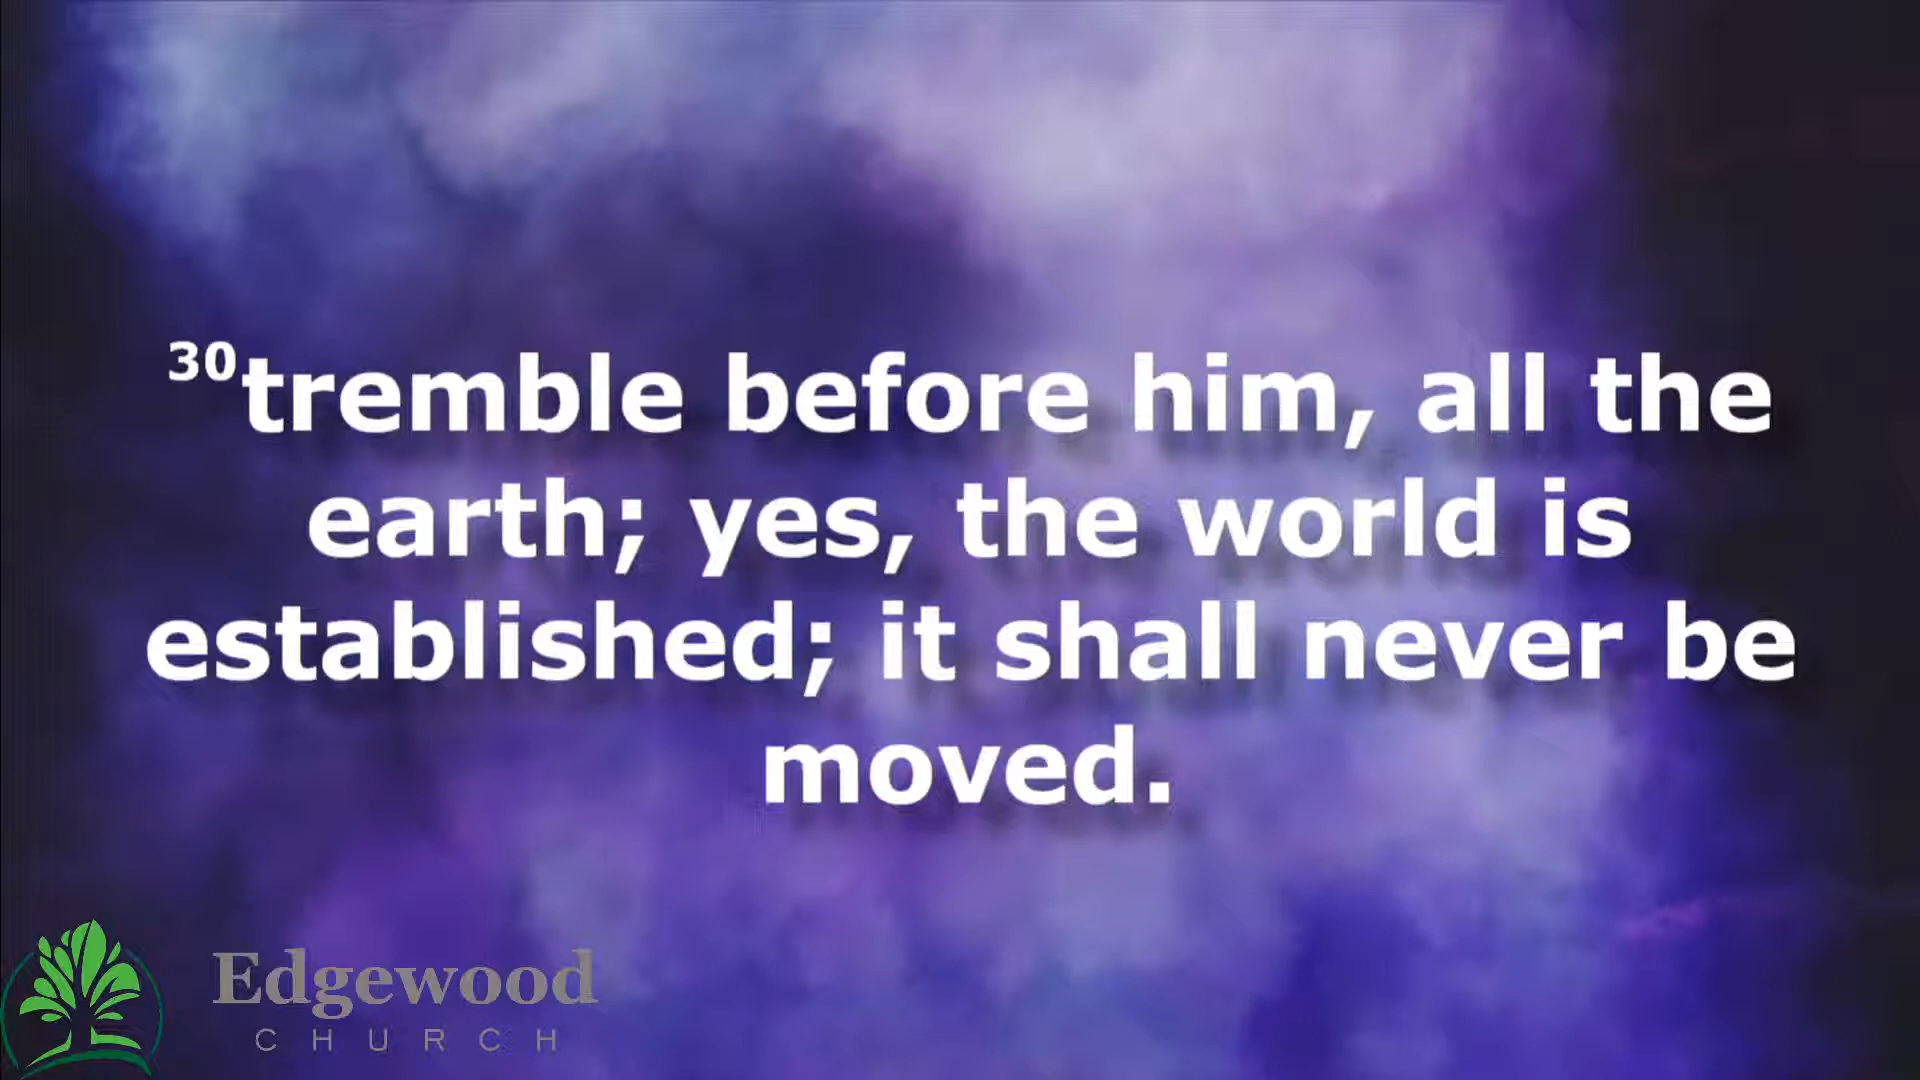 30tremble before him, all the
earth; yes, the world is
established; it shall never be
moved.
Edgewood
CHURCH